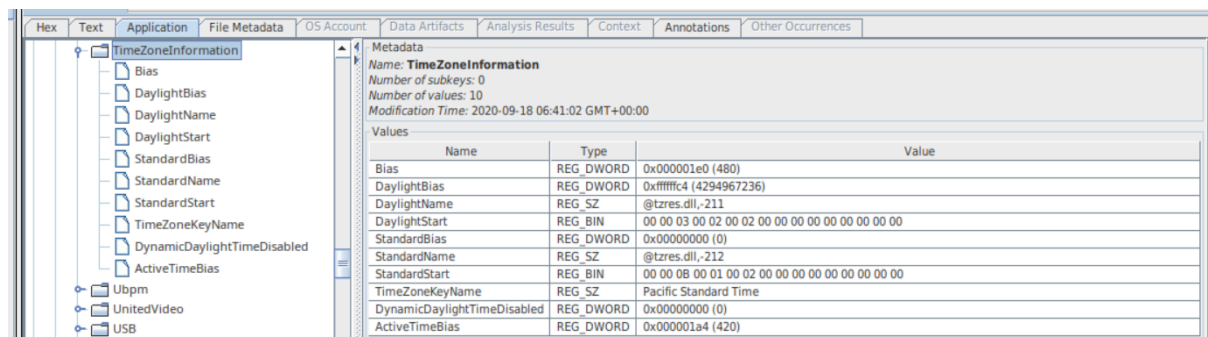 Hex Text Application File Metadata OS Account Data Artifacts Analysis Results Context Annotations Other Occurrences
TimeZoneInformation
Bias
DaylightBias
DaylightName
DaylightStart
StandardBias
StandardName
StandardStart
TimeZoneKeyName
DynamicDaylightTimeDisabled
ActiveTimeBias
Ubpm
UnitedVideo
USB
Metadata
Name: TimeZoneInformation
Number of subkeys: 0
Number of values: 10
Modification Time: 2020-09-18 06:41:02 GMT+00:00
Values
Name Type Value
Bias REG_DWORD 0x000001e0 (480)
DaylightBias REG_DWORD 0xffffffc4 (4294967236)
DaylightName REG_SZ @tzres.dll,-211
DaylightStart REG_BIN 00 00 03 00 02 00 02 00 00 00 00 00 00 00 00 00
StandardBias REG_DWORD 0x00000000 (0)
StandardName REG_SZ @tzres.dll,-212
StandardStart REG_BIN 00 00 0B 00 01 00 02 00 00 00 00 00 00 00 00 00
TimeZoneKeyName REG_SZ Pacific Standard Time
DynamicDaylightTimeDisabled REG_DWORD 0x00000000 (0)
ActiveTimeBias REG_DWORD 0x000001a4 (420)